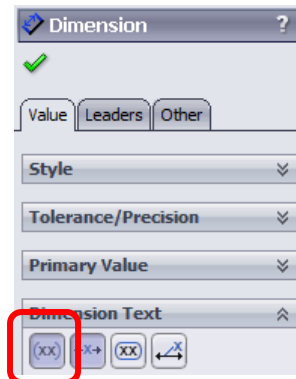 Dimension ?
Value Leaders Other
Style
Tolerance/Precision
Primary Value
Dimension Text
(xx) X (xx) X